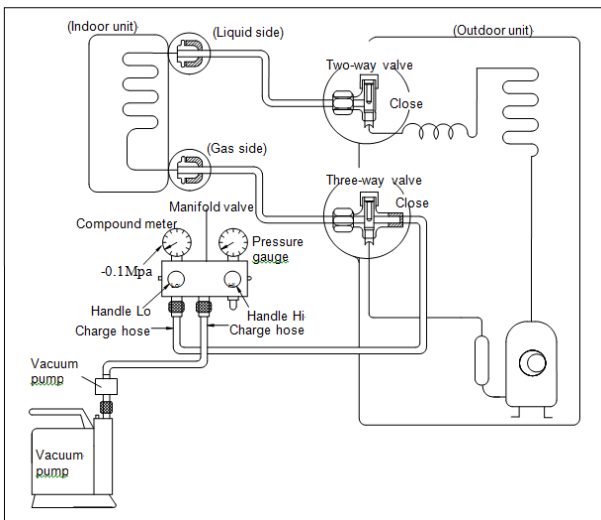 (Indoor unit)
(Liquid side)
(Outdoor unit)
Two-way valve
Close
(Gas side)
Three-way valve
Close
Manifold valve
Compound meter
Pressure
gauge
-0.1Mpa
Handle Lo
Handle Hi
Charge hose
Charge hose
Vacuum
pump
Vacuum
pump